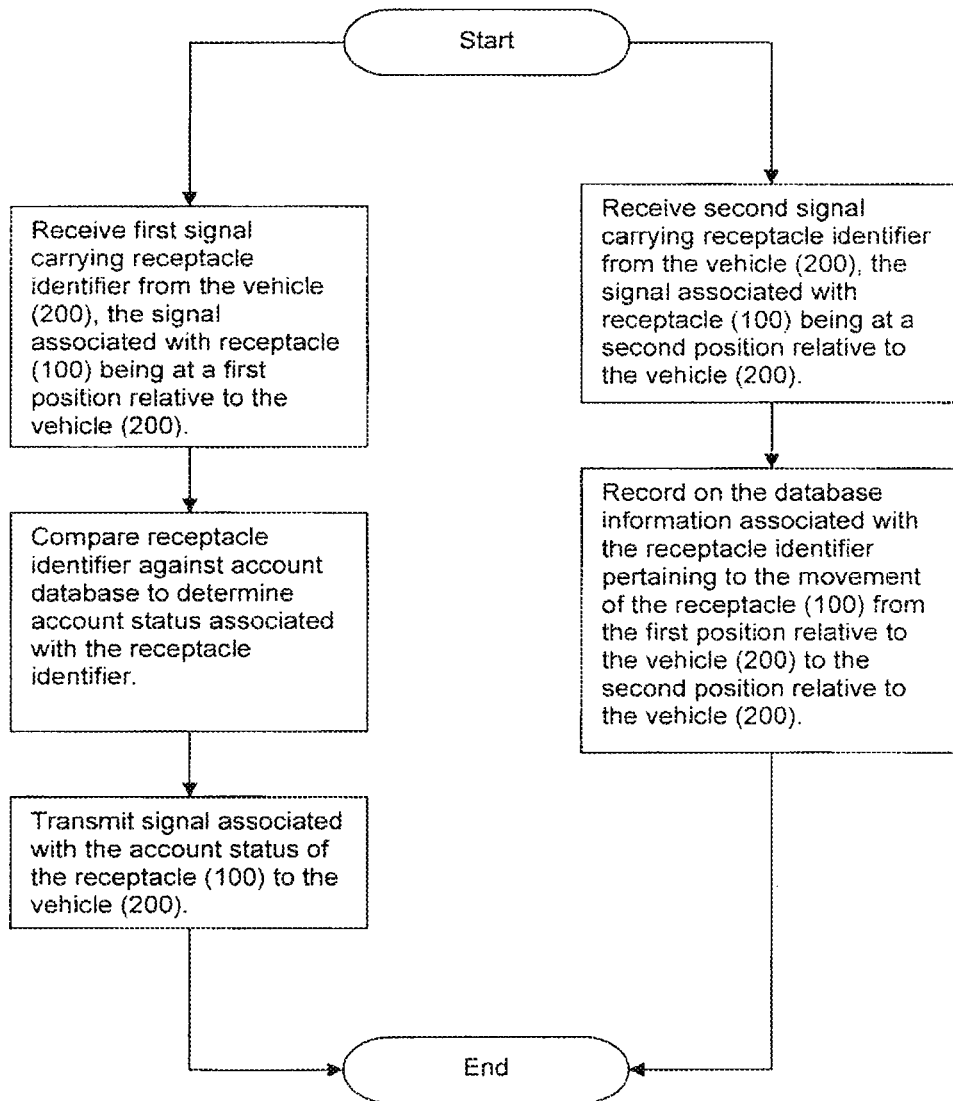 Start
Receive first signal
carrying receptacle
identifier from the vehicle
(200), the signal
associated with receptacle
(100) being at a first
position relative to the
vehicle (200).
Compare receptacle
identifier against account
database to determine
account status associated
with the receptacle
identifier.
Transmit signal associated
with the account status of
the receptacle (100) to the
vehicle (200).
Receive second signal
carrying receptacle identifier
from the vehicle (200), the
signal associated with
receptacle (100) being at a
second position relative to
the vehicle (200).
Record on the database
information associated with
the receptacle identifier
pertaining to the movement
of the receptacle (100) from
the first position relative to
the vehicle (200) to the
second position relative to
the vehicle (200).
End